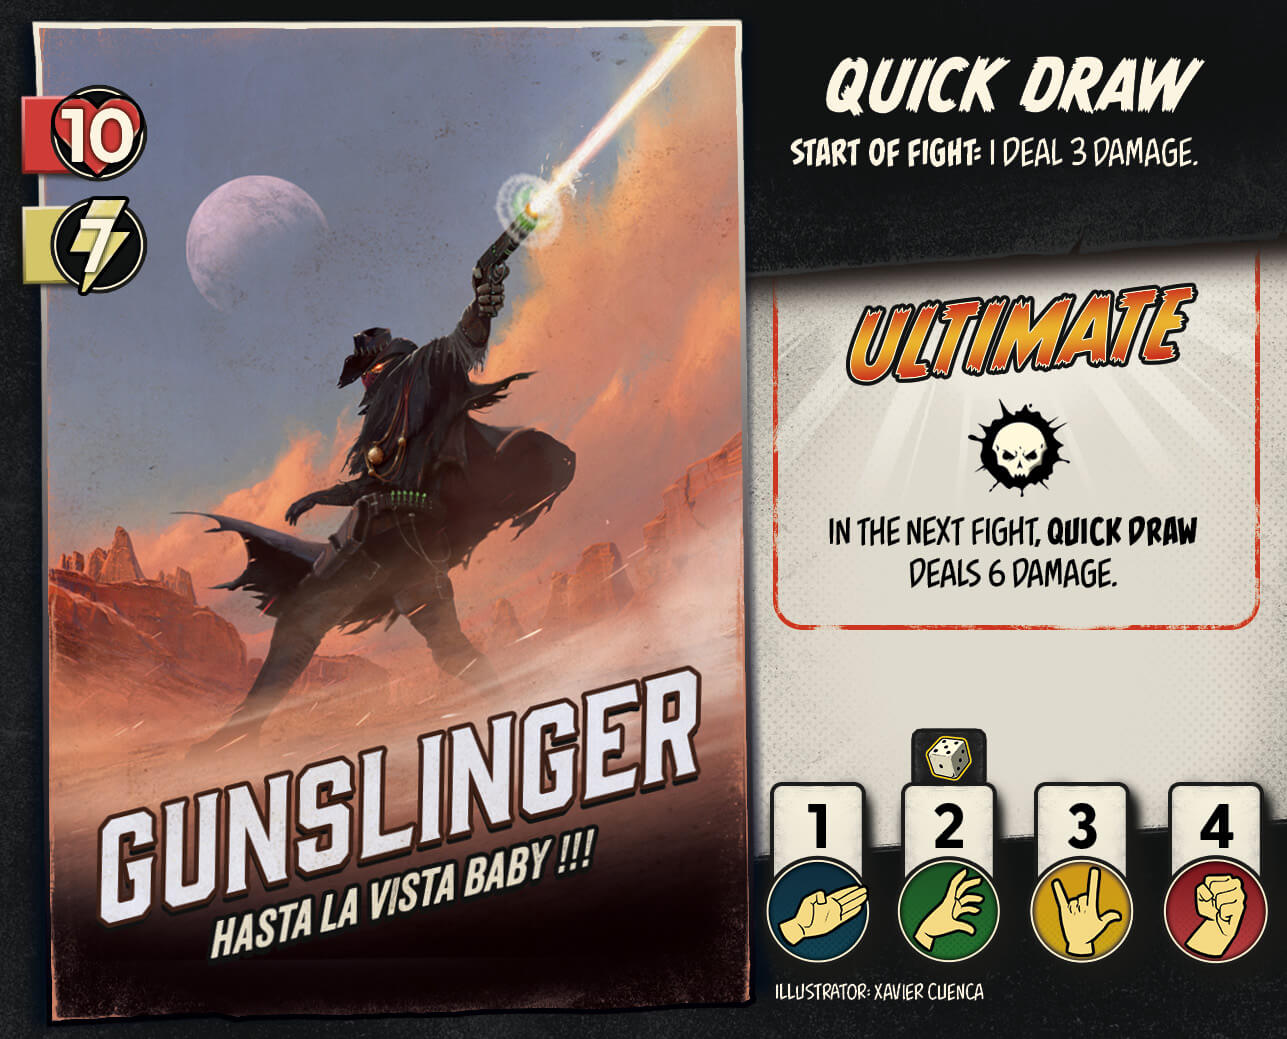 10
7
GUNSLINGER
HASTA LA VISTA BABY !!!
QUICK DRAW
START OF FIGHT: I DEAL 3 DAMAGE.
ULTIMATE
IN THE NEXT FIGHT, QUICK DRAW
DEALS 6 DAMAGE.
1 2 3 4
ILLUSTRATOR: XAVIER CUENCA